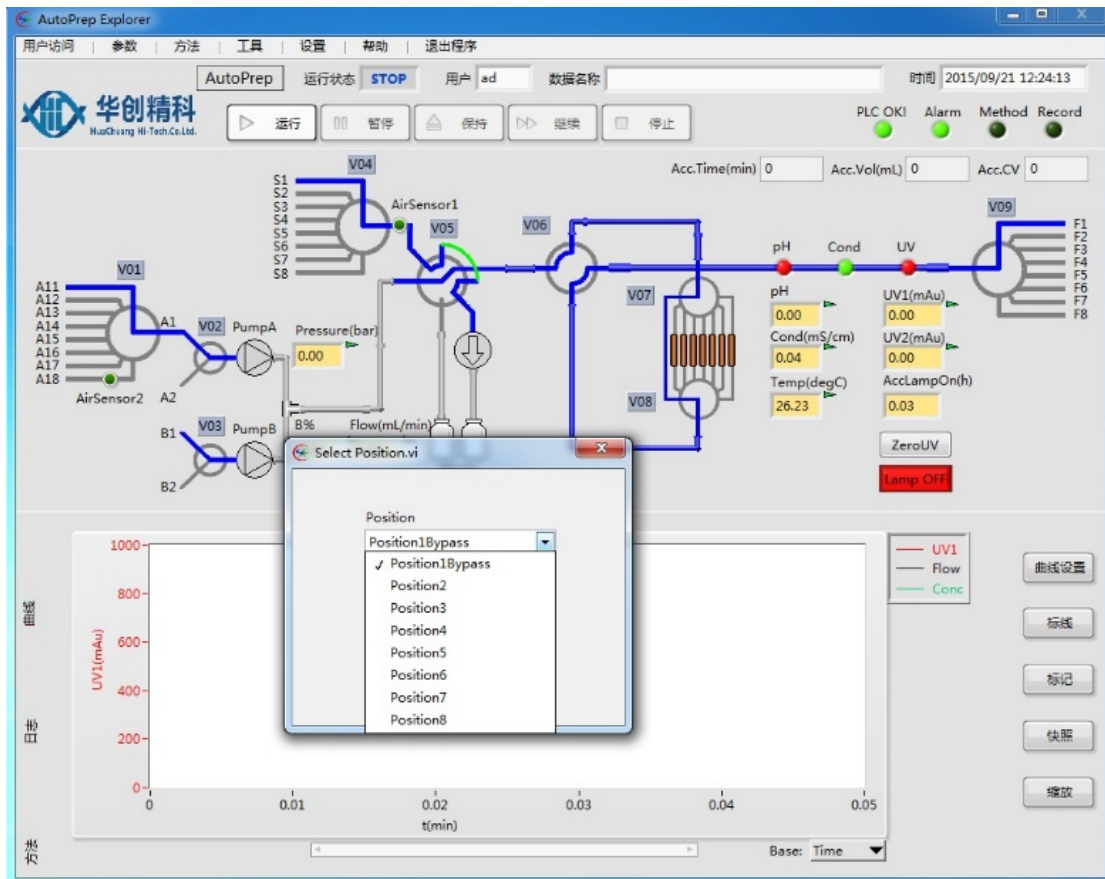 AutoPrep Explorer
用户访问 | 参数 | 方法 | 工具 | 设置 | 帮助 | 退出程序
AutoPrep 运行状态 STOP 用户 ad 数据名称 时间 2015/09/21 12:24:13
华创精科
HuaChuang Hi-Tech.Co.Ltd.
运行 暂停 保持 继续 停止
PLC OK! Alarm Method Record
Acc.Time(min) 0 Acc.Vol(mL) 0 Acc.CV 0
V04
S1
S2
S3
S4
S5
S6
S7
S8
AirSensor1
V05
V06
V09
F1
F2
F3
F4
F5
F6
F7
F8
V01
A11
A12
A13
A14
A15
A16
A17
A18
AirSensor2
A1
A2
V02
PumpA
Pressure(bar)
0.00
B1
V03
PumpB
B2
B% Flow(mL/min)
V07
V08
pH Cond UV
pH
0.00
Cond(mS/cm)
0.04
Temp(degC)
26.23
UV1(mAu)
0.00
UV2(mAu)
0.00
AccLampOn(h)
0.03
ZeroUV
Lamp OFF
Select Position.vi
Position
Position1Bypass
✓ Position1Bypass
Position2
Position3
Position4
Position5
Position6
Position7
Position8
曲线
日志
方法
UV1(mAu)
1000
800
600
400
200
0
0 0.01 0.02 0.03 0.04 0.05
t(min)
UV1
Flow
Conc
曲线设置
标线
标记
快照
缩放
Base: Time